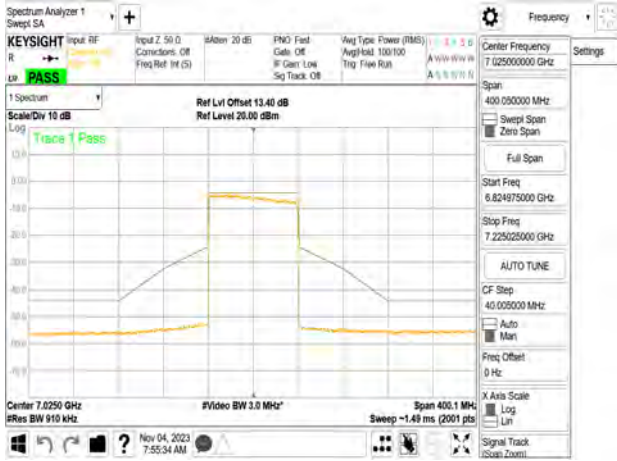 Spectrum Analyzer 1
Swept SA
+
Frequency
KEYSIGHT
R
PASS
Input: RF
Input Z: 50 Ω
Corrections: Off
Freq Ref: Int (S)
#Atten: 20 dB
PNO: Fast
Gate: Off
IF Gain: Low
Sig Track: Off
Avg Type: Power (RMS)
Avg|Hold: 100/100
Trig: Free Run
A W W W W W
A N N N N N
1 Spectrum
Scale/Div 10 dB
Ref Lvl Offset 13.40 dB
Ref Level 20.00 dBm
Log
Trace 1 Pass
Center 7.0250 GHz
#Res BW 910 kHz
#Video BW 3.0 MHz*
Span 400.1 MHz
Sweep ~1.49 ms (2001 pts
Nov 04, 2023
7:55:34 AM
?
Center Frequency
7.025000000 GHz
Settings
Span
400.050000 MHz
Swept Span
Zero Span
Full Span
Start Freq
6.824975000 GHz
Stop Freq
7.225025000 GHz
AUTO TUNE
CF Step
40.005000 MHz
Auto
Man
Freq Offset
0 Hz
X Axis Scale
Log
Lin
Signal Track
(Span Zoom)